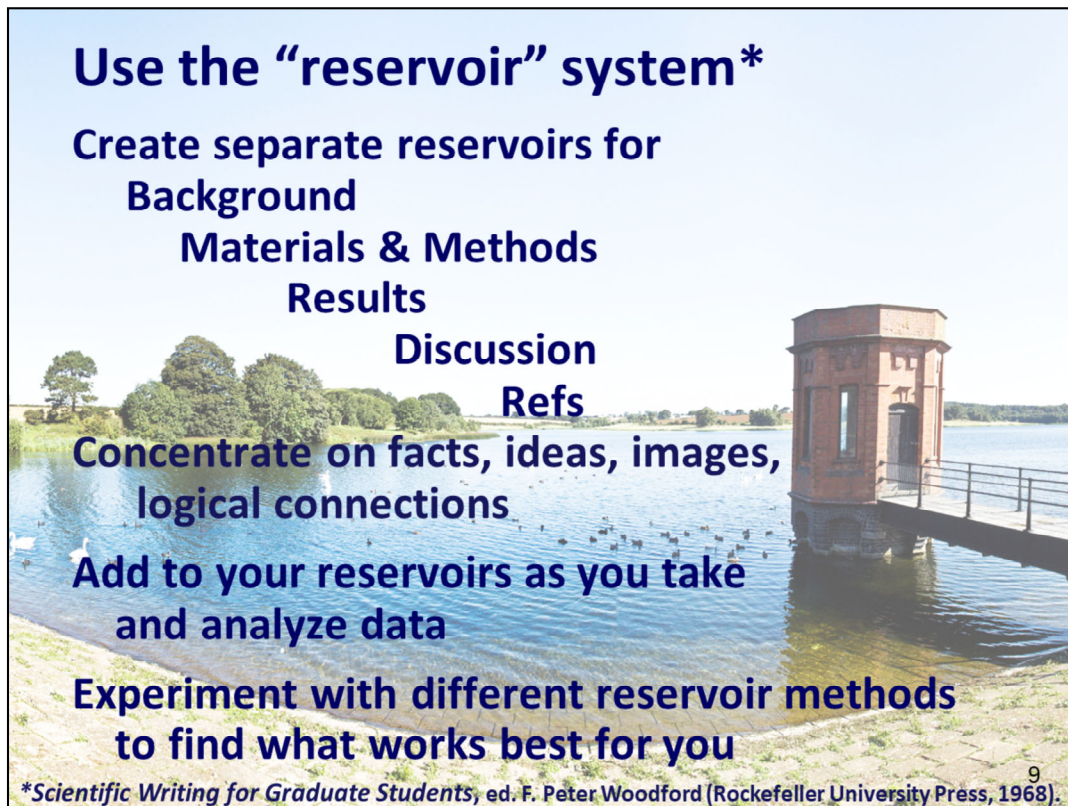 Use the “reservoir” system*
Create separate reservoirs for
Background
Materials & Methods
Results
Discussion
Refs
Concentrate on facts, ideas, images,
logical connections
Add to your reservoirs as you take
and analyze data
Experiment with different reservoir methods
to find what works best for you
9
*Scientific Writing for Graduate Students, ed. F. Peter Woodford (Rockefeller University Press, 1968).